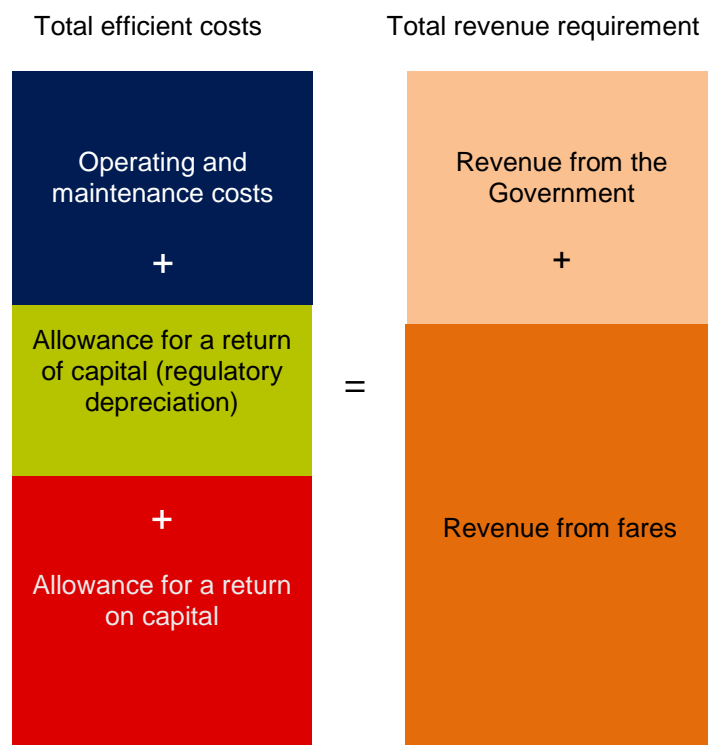 Total efficient costs
Total revenue requirement
Operating and
maintenance costs
+
Allowance for a return
of capital (regulatory
depreciation)
+
Allowance for a return
on capital
=
Revenue from the
Government
+
Revenue from fares